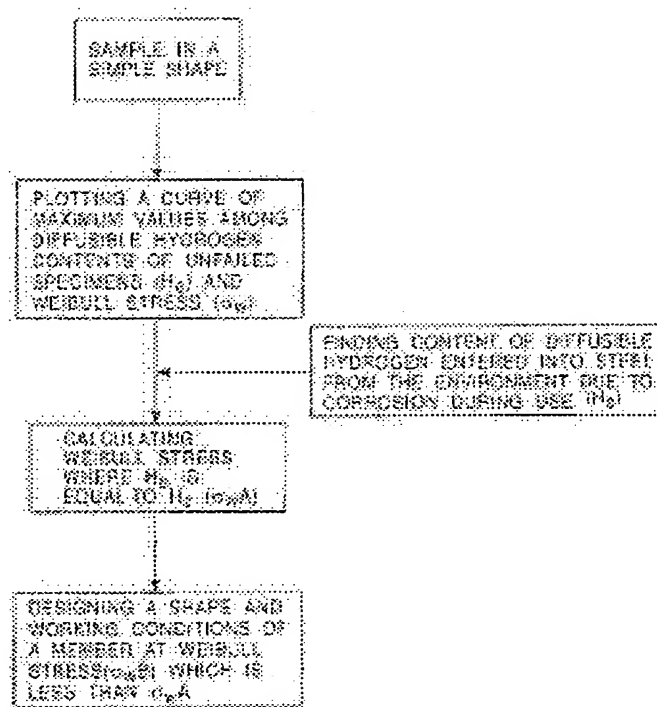 SAMPLE IN A
SIMPLE SHAPE
PLOTTING A CURVE OF
MAXIMUM VALUES AMONG
DIFFUSIBLE HYDROGEN
CONTENTS OF UNFAILED
SPECIMENS (Hc) AND
WEIBULL STRESS (σw)
FINDING CONTENT OF DIFFUSIBLE
HYDROGEN ENTERED INTO STEEL
FROM THE ENVIRONMENT DUE TO
CORROSION DURING USE (He)
CALCULATING
WEIBULL STRESS
WHERE He IS
EQUAL TO Hc (σwA)
DESIGNING A SHAPE AND
WORKING CONDITIONS OF
A MEMBER AT WEIBULL
STRESS(σwB) WHICH IS
LESS THAN σwA